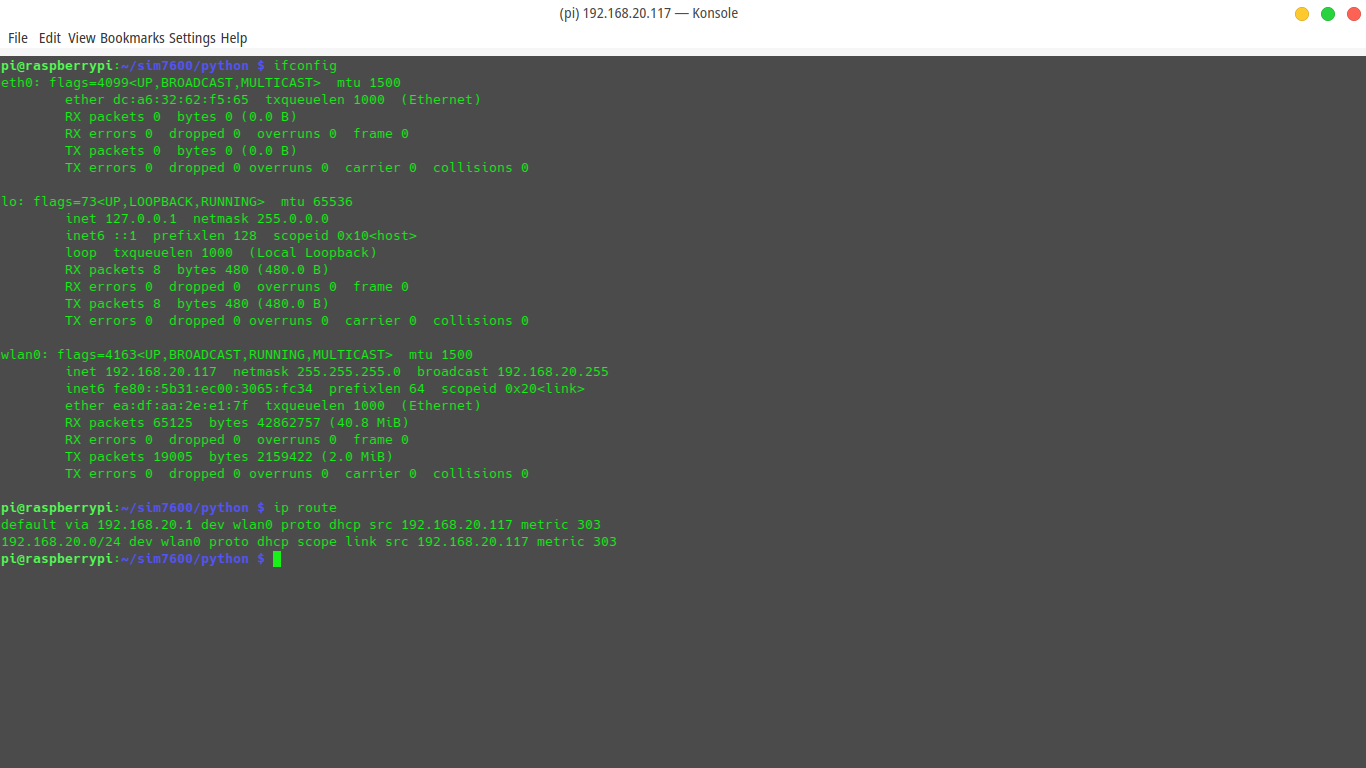 (pi) 192.168.20.117 — Konsole
File Edit View Bookmarks Settings Help
pi@raspberrypi:~/sim7600/python $ ifconfig
eth0: flags=4099<UP,BROADCAST,MULTICAST>  mtu 1500
        ether dc:a6:32:62:f5:65  txqueuelen 1000  (Ethernet)
        RX packets 0  bytes 0 (0.0 B)
        RX errors 0  dropped 0  overruns 0  frame 0
        TX packets 0  bytes 0 (0.0 B)
        TX errors 0  dropped 0 overruns 0  carrier 0  collisions 0

lo: flags=73<UP,LOOPBACK,RUNNING>  mtu 65536
        inet 127.0.0.1  netmask 255.0.0.0
        inet6 ::1  prefixlen 128  scopeid 0x10<host>
        loop  txqueuelen 1000  (Local Loopback)
        RX packets 8  bytes 480 (480.0 B)
        RX errors 0  dropped 0  overruns 0  frame 0
        TX packets 8  bytes 480 (480.0 B)
        TX errors 0  dropped 0 overruns 0  carrier 0  collisions 0

wlan0: flags=4163<UP,BROADCAST,RUNNING,MULTICAST>  mtu 1500
        inet 192.168.20.117  netmask 255.255.255.0  broadcast 192.168.20.255
        inet6 fe80::5b31:ec00:3065:fc34  prefixlen 64  scopeid 0x20<link>
        ether ea:df:aa:2e:e1:7f  txqueuelen 1000  (Ethernet)
        RX packets 65125  bytes 42862757 (40.8 MiB)
        RX errors 0  dropped 0  overruns 0  frame 0
        TX packets 19005  bytes 2159422 (2.0 MiB)
        TX errors 0  dropped 0 overruns 0  carrier 0  collisions 0

pi@raspberrypi:~/sim7600/python $ ip route
default via 192.168.20.1 dev wlan0 proto dhcp src 192.168.20.117 metric 303
192.168.20.0/24 dev wlan0 proto dhcp scope link src 192.168.20.117 metric 303
pi@raspberrypi:~/sim7600/python $